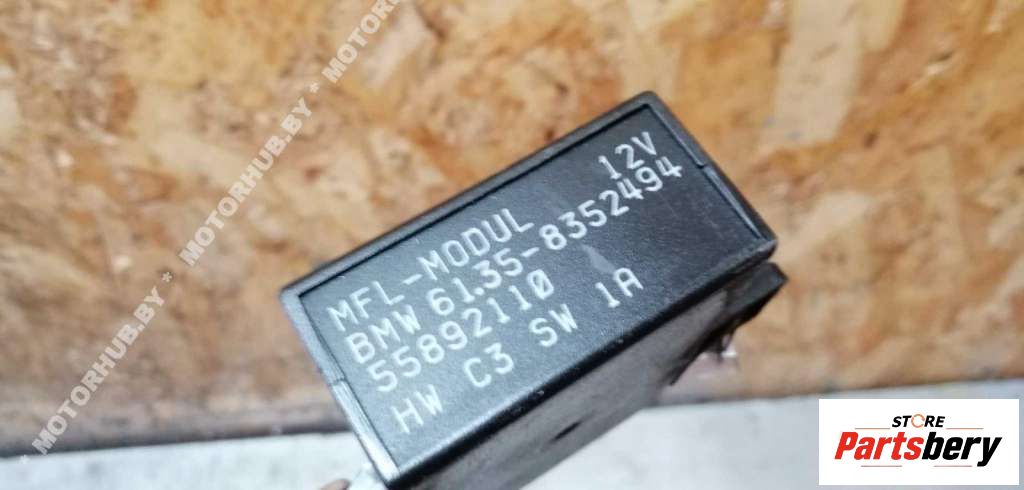 MFL-MODUL 12V
BMW 61.35-8352494
55892110
HW C3 SW 1A
* MOTORHUB.BY * MOTORHUB.BY * MOTORHUB.BY * MOTORH
STORE
Partsbery